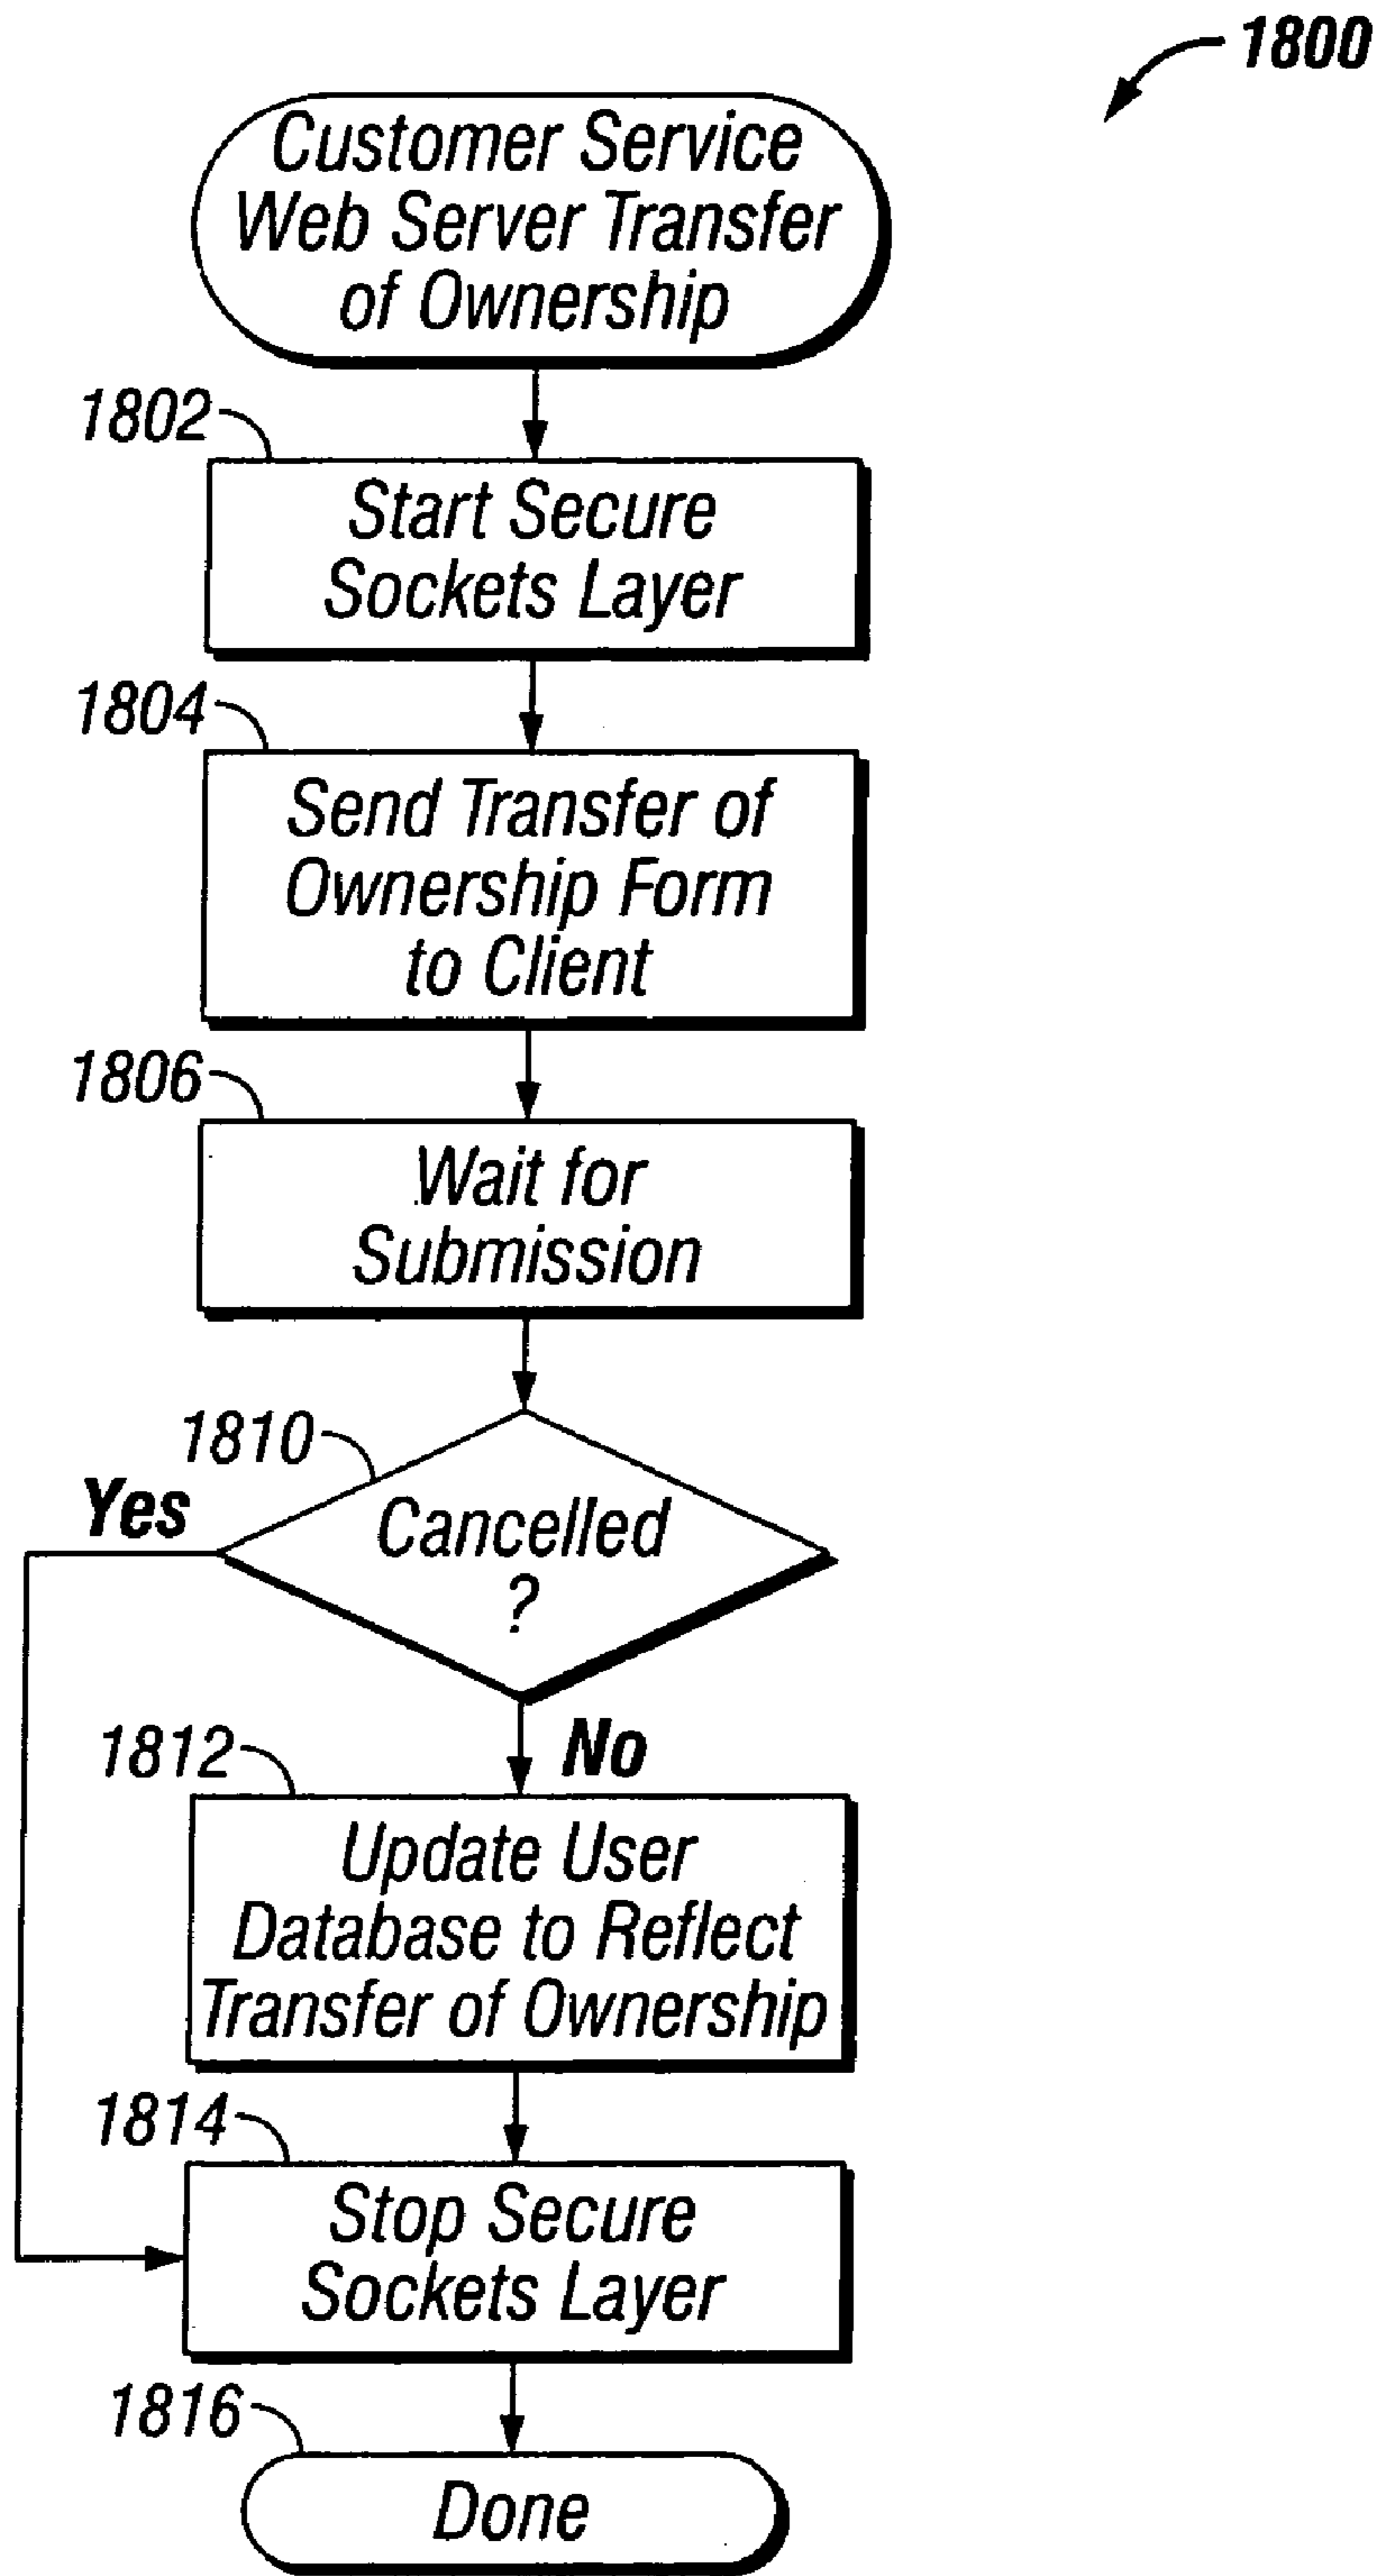 1800
Customer Service
Web Server Transfer
of Ownership
1802
Start Secure
Sockets Layer
1804
Send Transfer of
Ownership Form
to Client
1806
Wait for
Submission
1810
Yes
Cancelled
?
No
1812
Update User
Database to Reflect
Transfer of Ownership
1814
Stop Secure
Sockets Layer
1816
Done